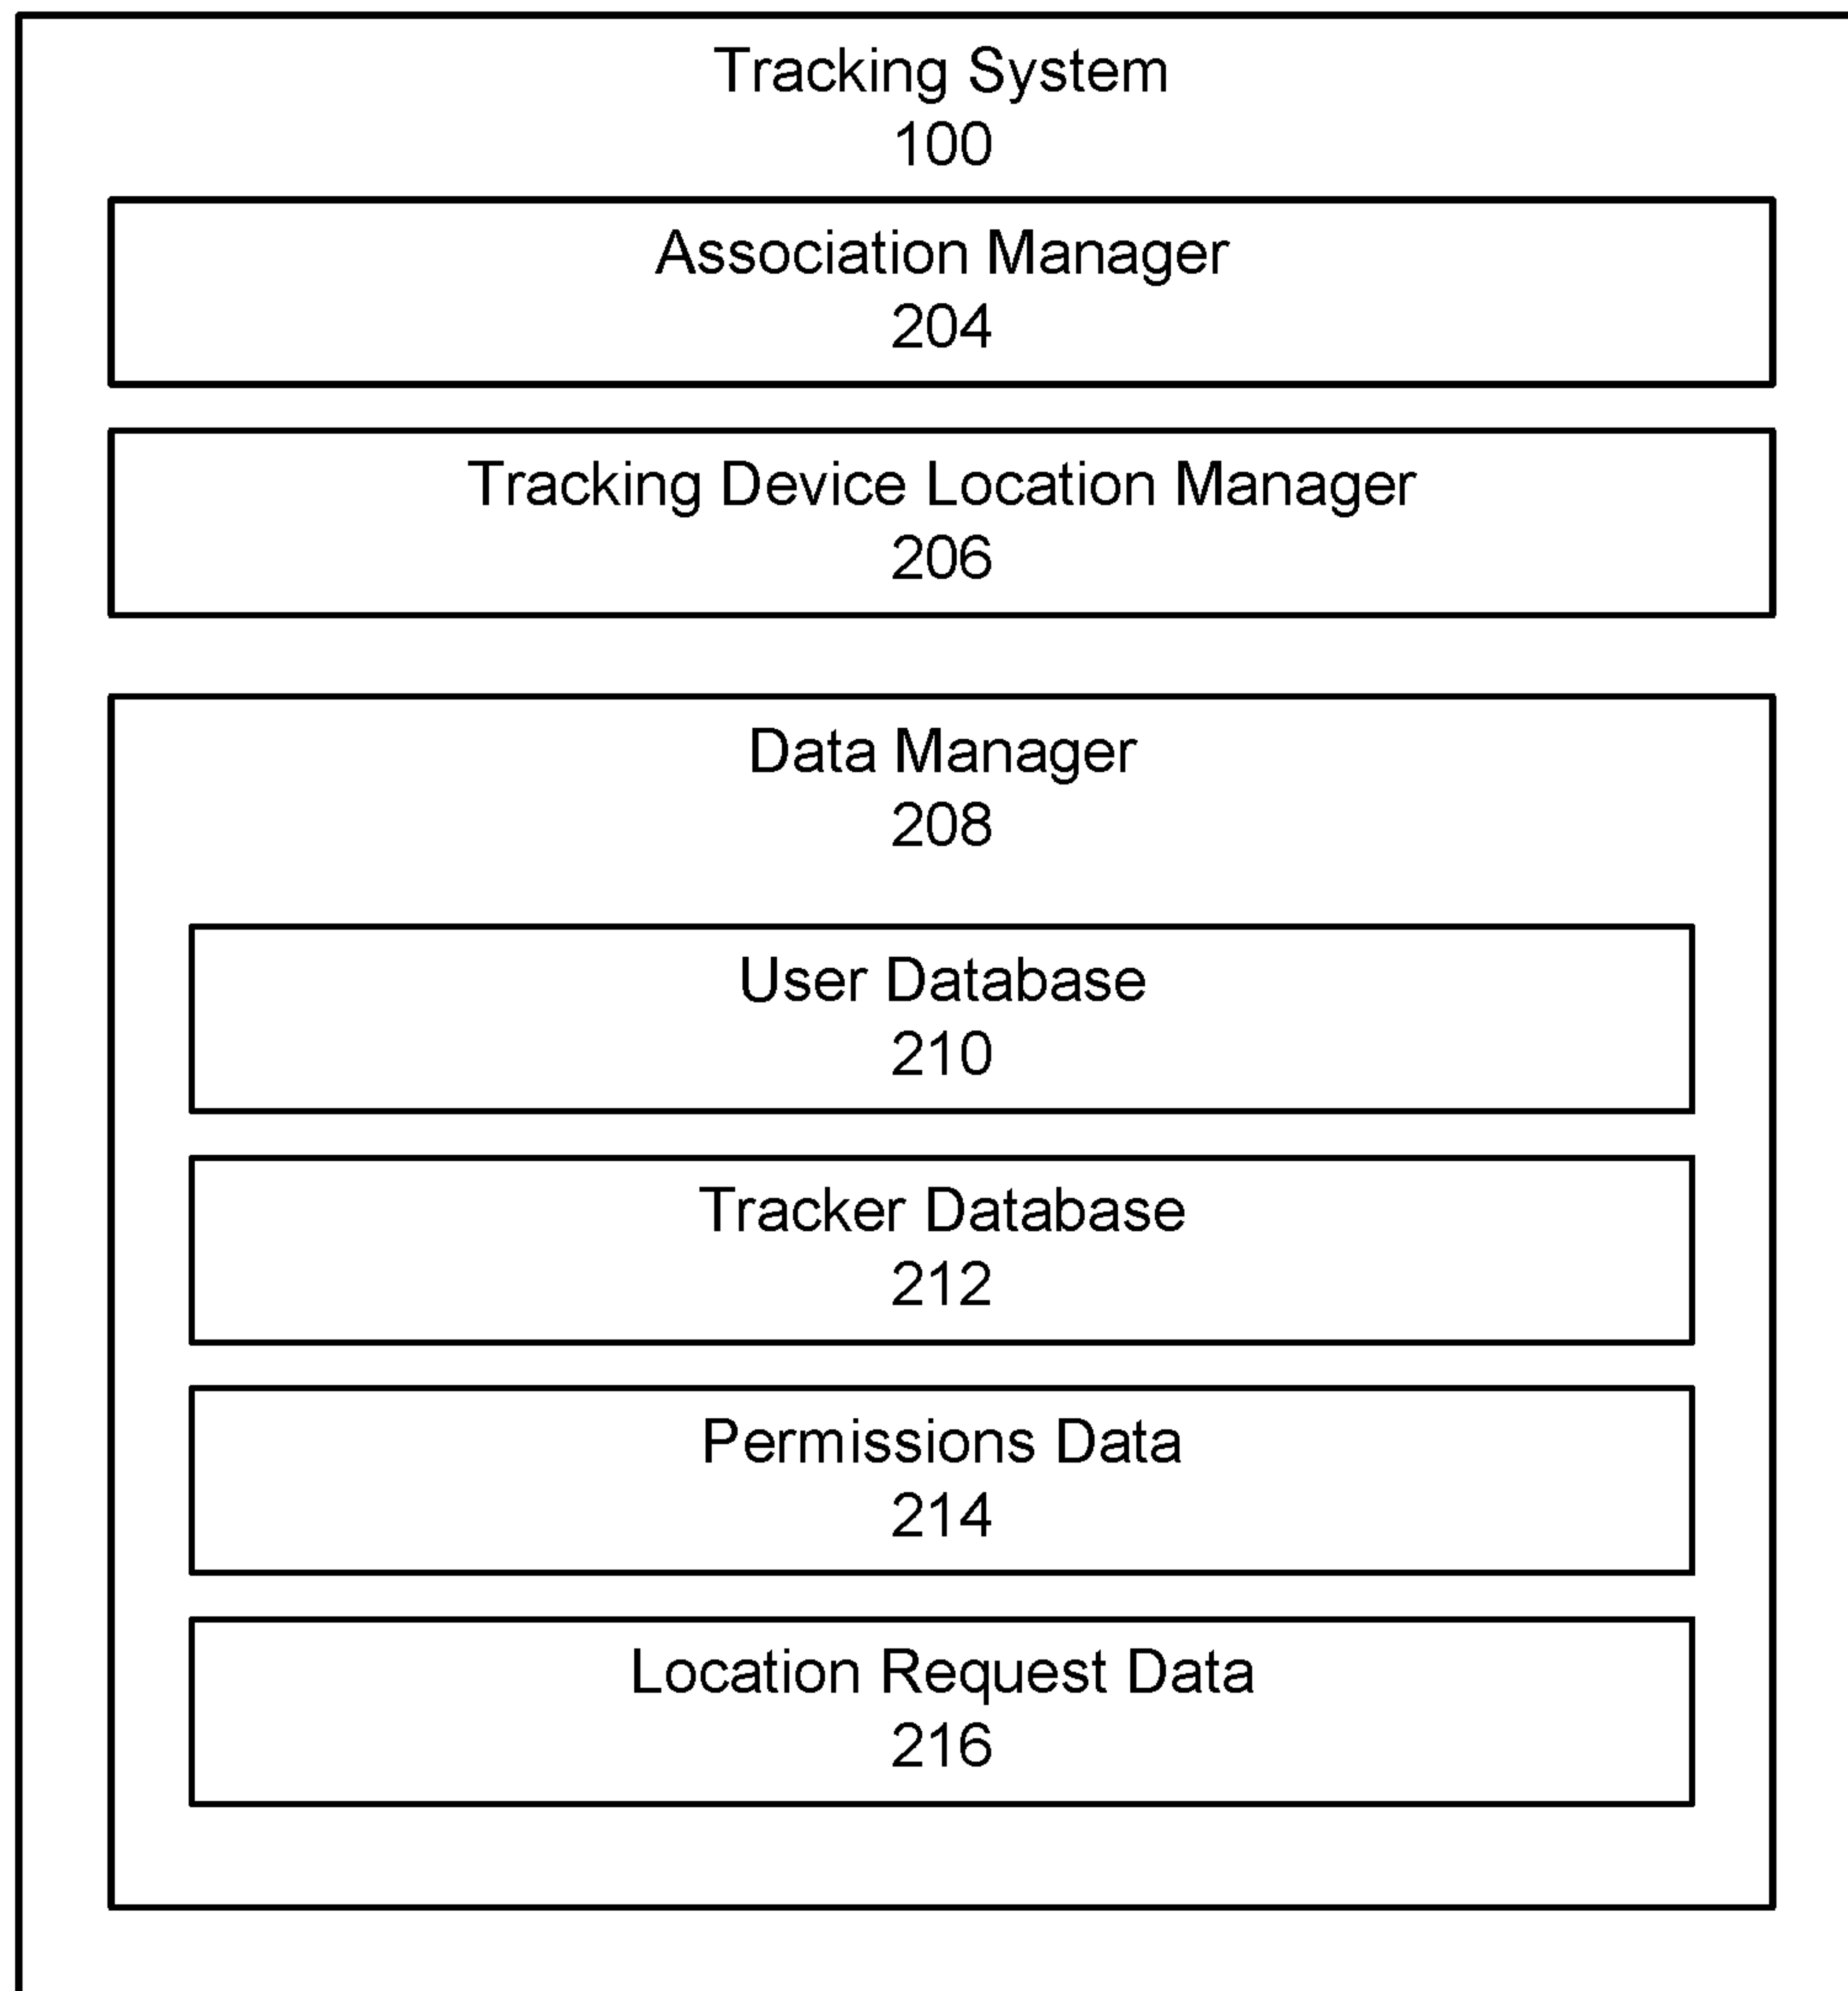 Tracking System
100
Association Manager
204
Tracking Device Location Manager
206
Data Manager
208
User Database
210
Tracker Database
212
Permissions Data
214
Location Request Data
216